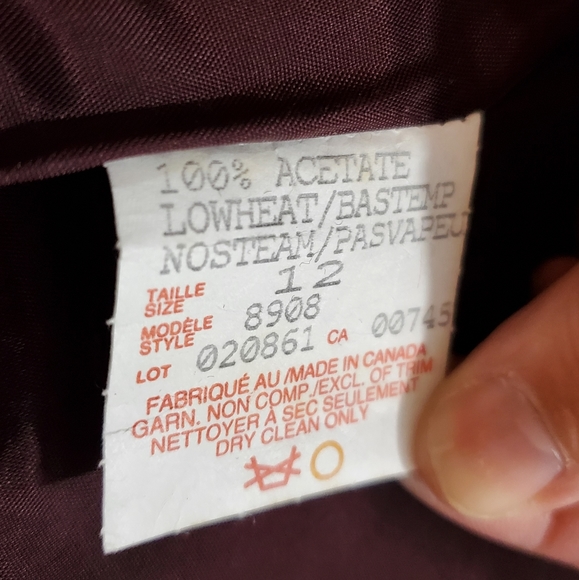 100% ACETATE
LOWHEAT/BASTEMP
NOSTEAM/PASVAPEU
TAILLE
SIZE 12
MODÈLE
STYLE 8908
LOT 020861 CA 00745
FABRIQUÉ AU/MADE IN CANADA
GARN. NON COMP./EXCL. OF TRIM
NETTOYER À SEC SEULEMENT
DRY CLEAN ONLY